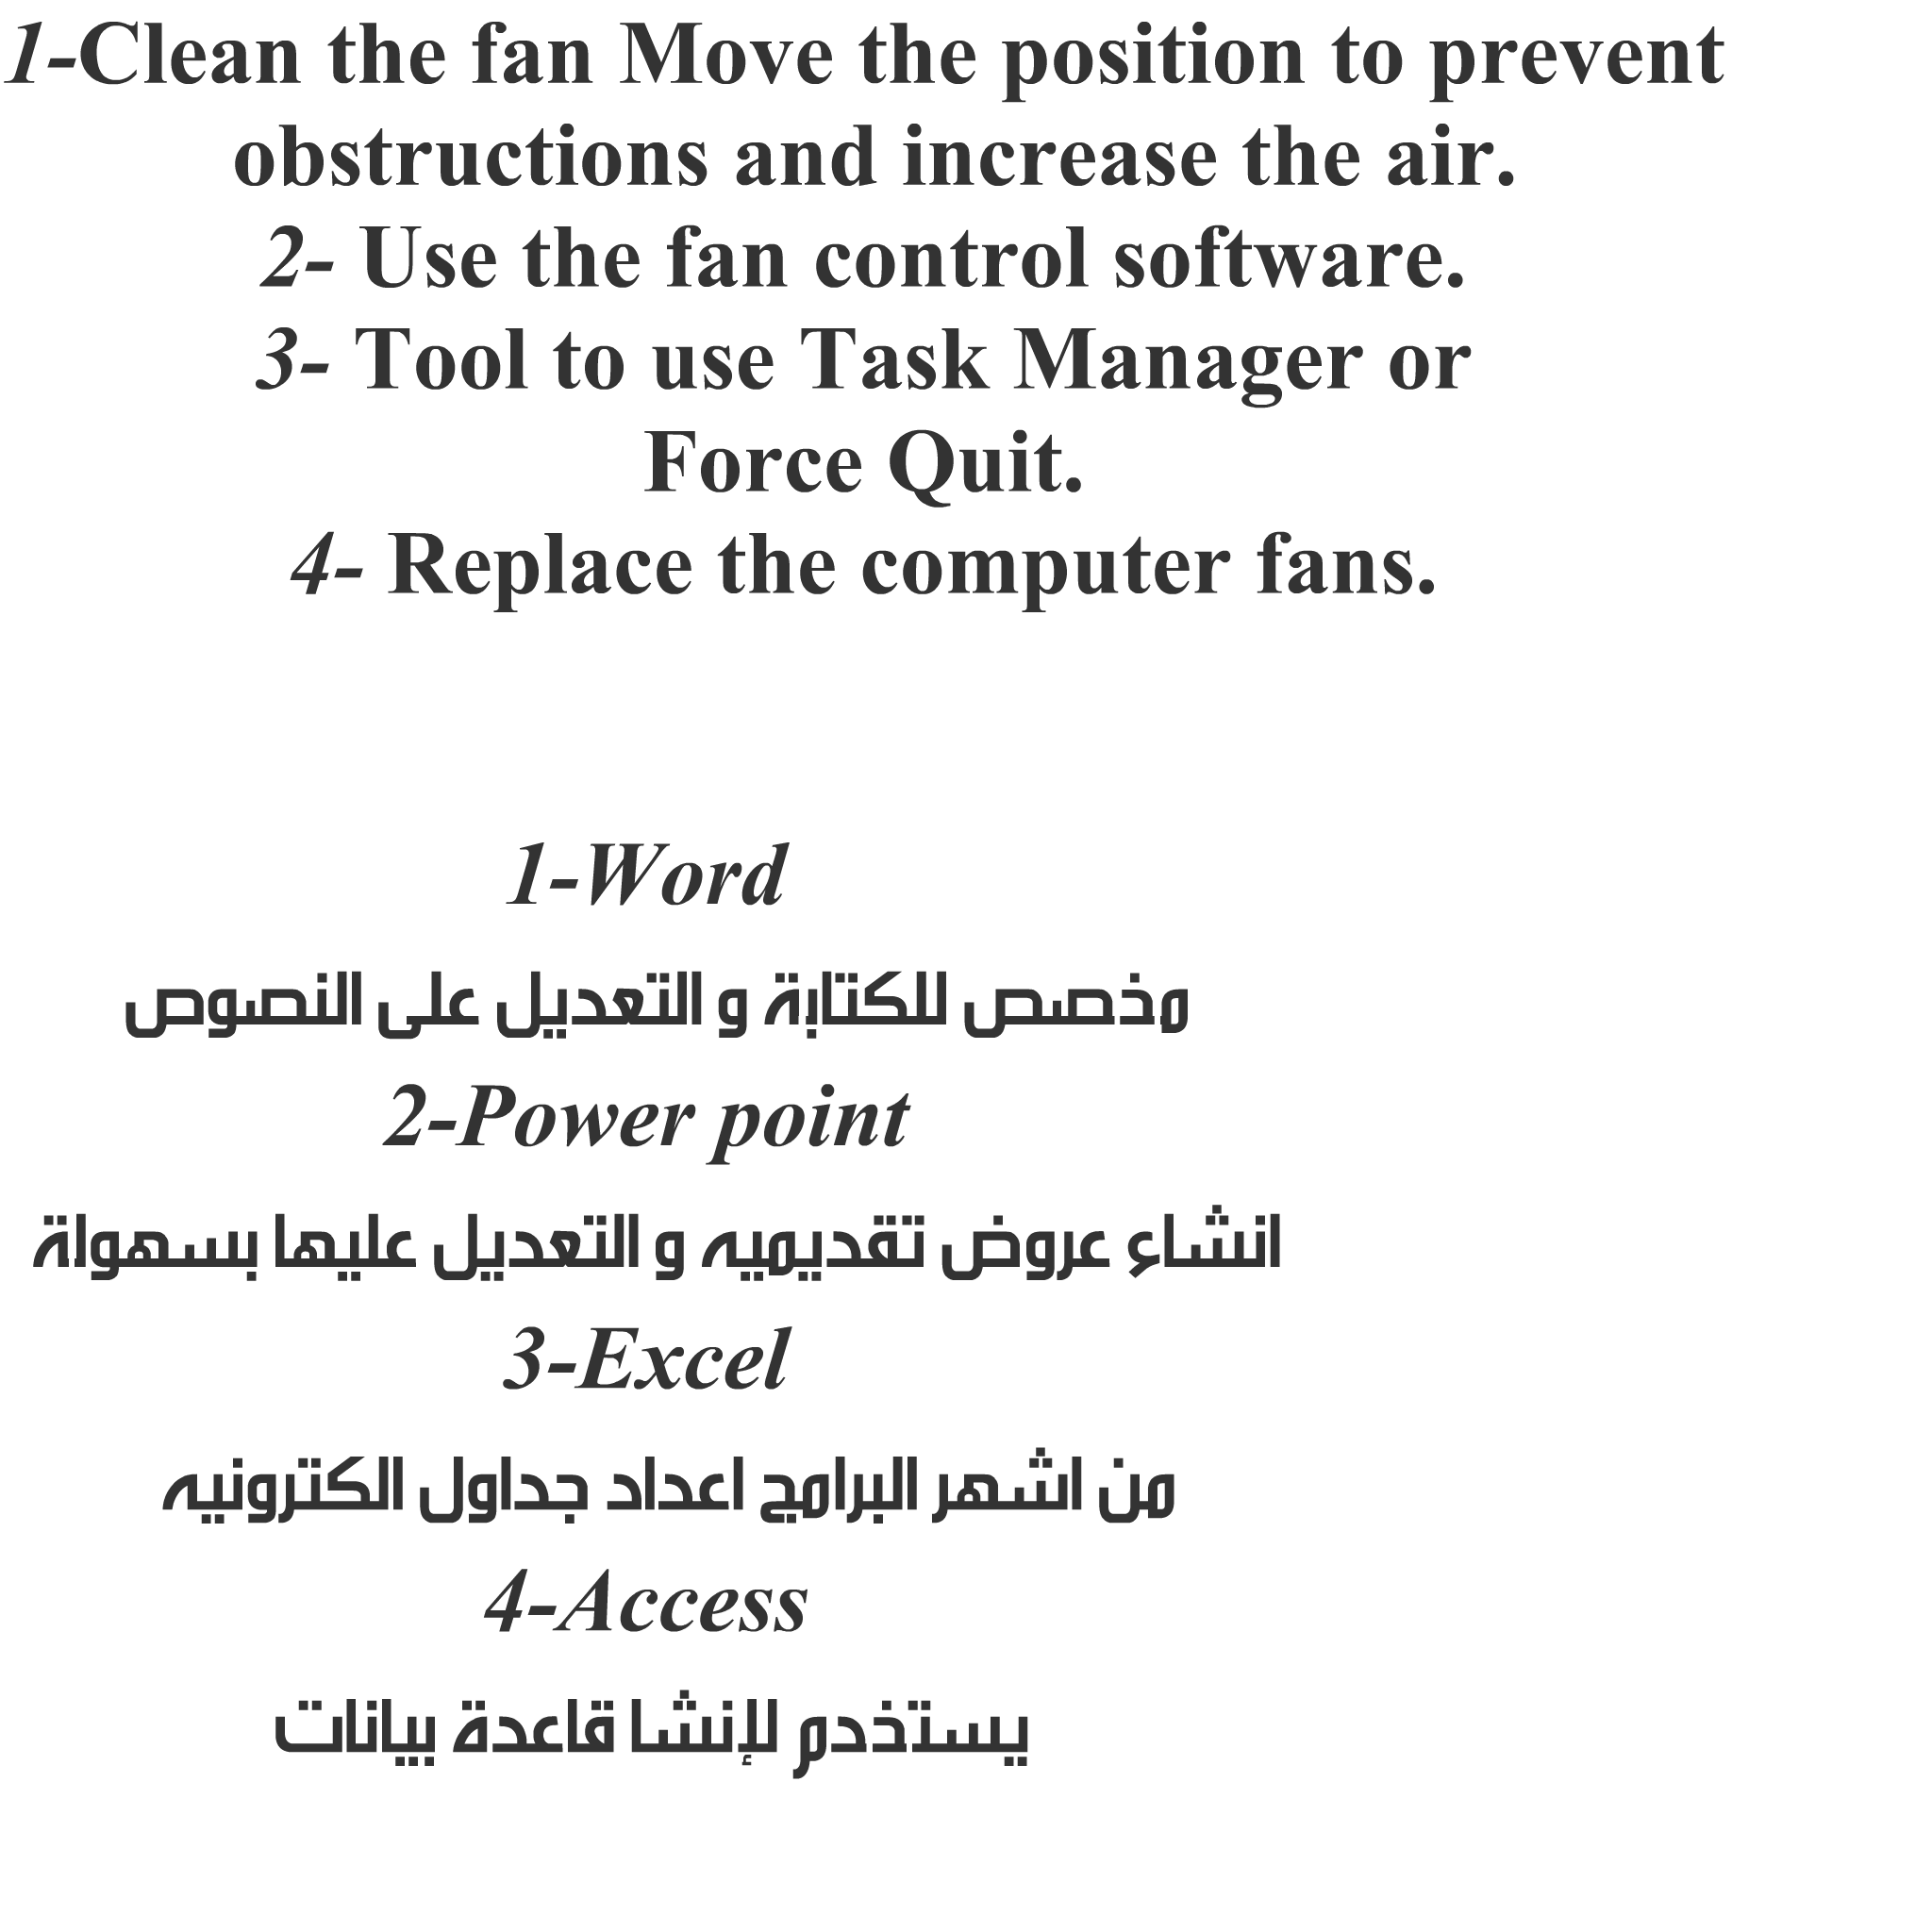 1-Clean the fan Move the position to prevent
obstructions and increase the air.
2- Use the fan control software.
3- Tool to use Task Manager or
Force Quit.
4- Replace the computer fans.
1-Word
مخصص للكتابة و التعديل على النصوص
2-Power point
انشاء عروض تقديميه و التعديل عليها بسهولة
3-Excel
من اشهر البرامج اعداد جداول الكترونيه
4-Access
يستخدم لإنشا قاعدة بيانات